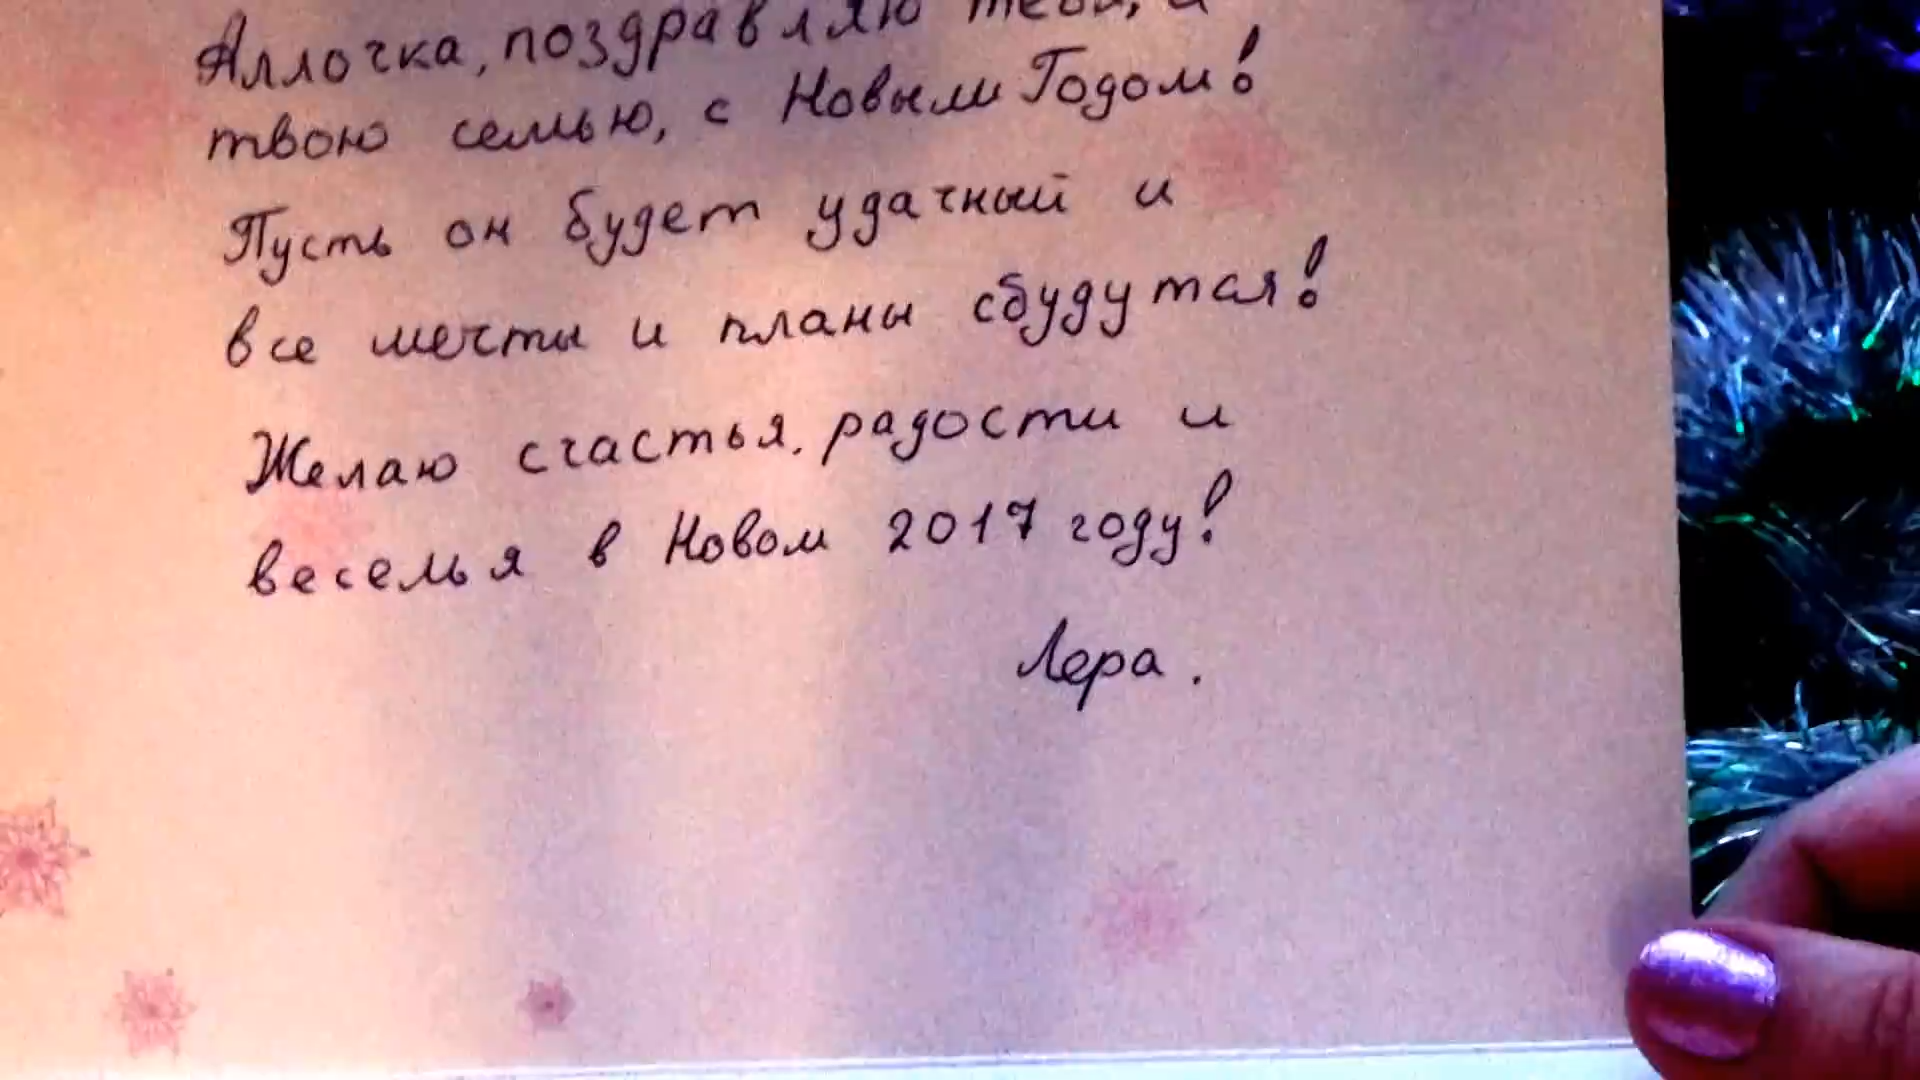 Аллочка, поздравляю тебя, и
твою семью, с Новым Годом!
Пусть он будет удачный и
все мечты и планы сбудутся!
Желаю счастья, радости и
веселья в Новом 2017 году!
Лера.